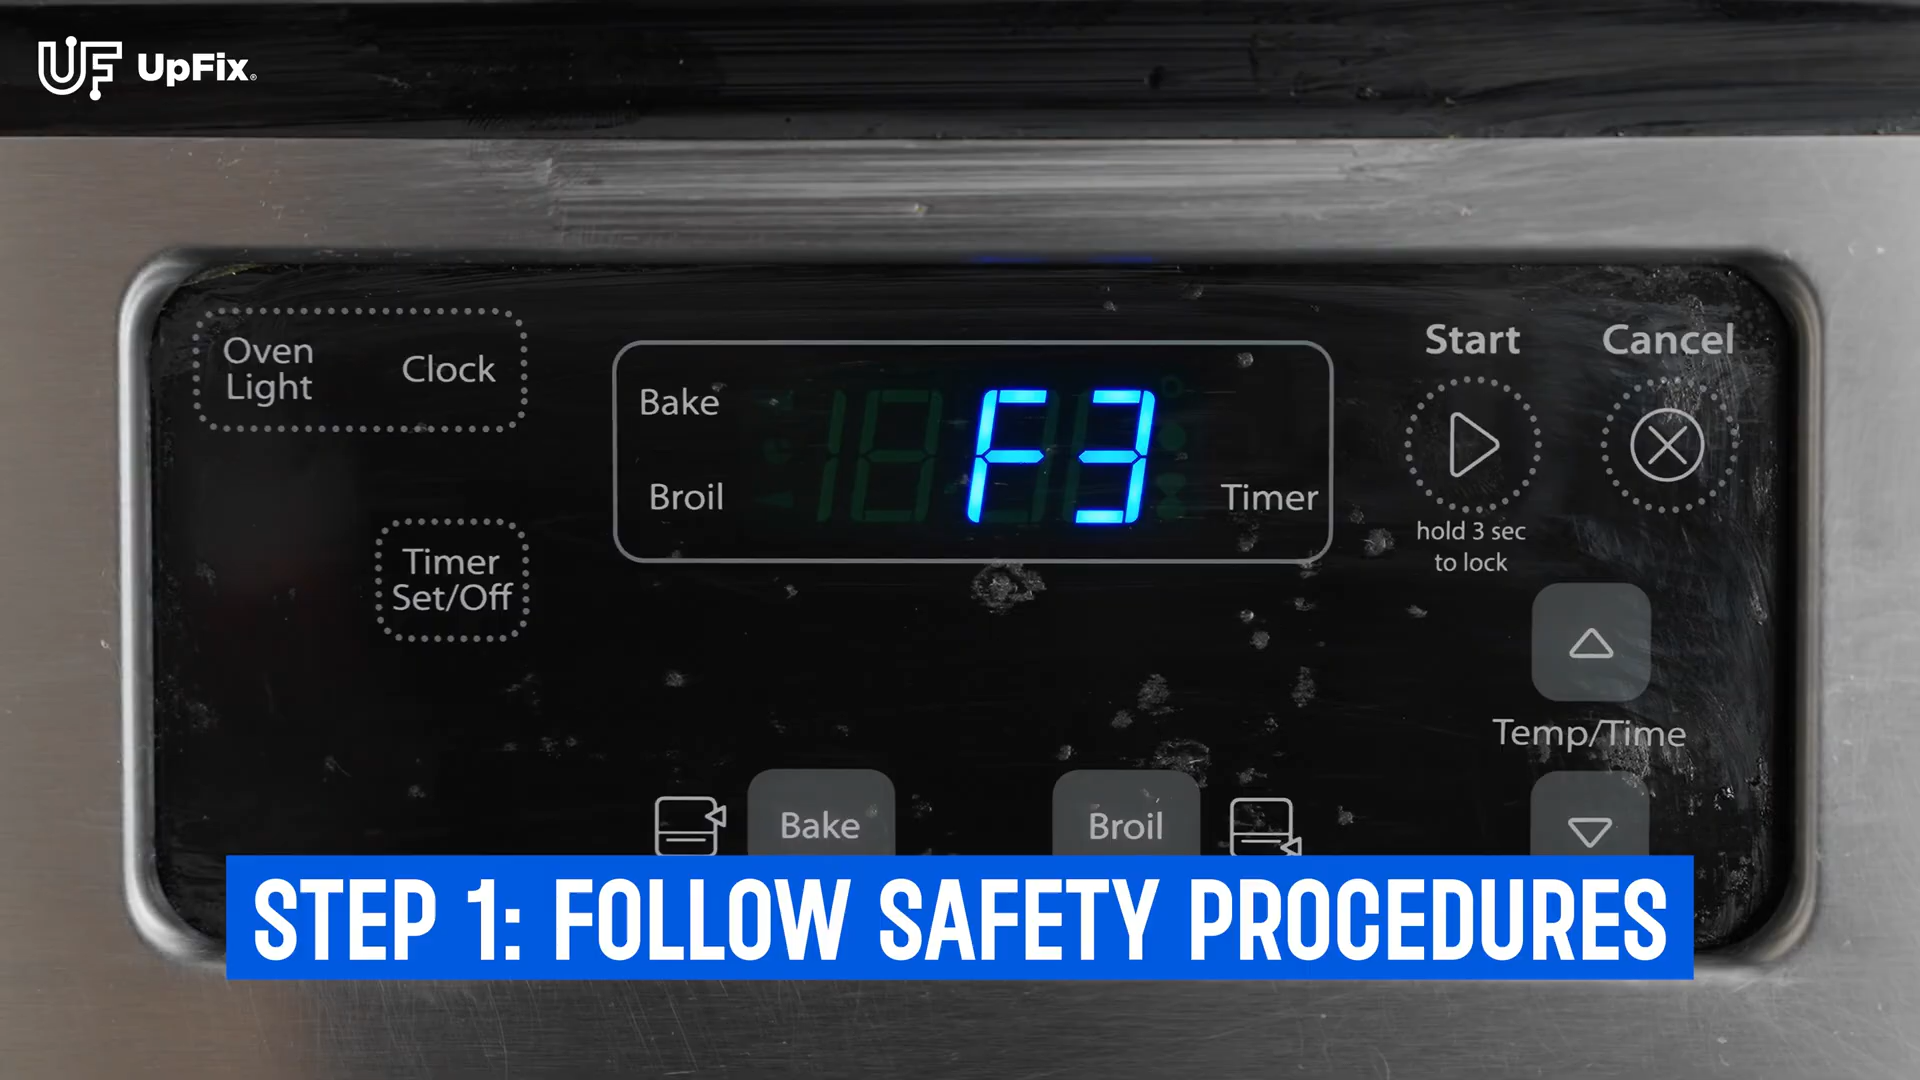 UF UpFix®
Oven
Light
Clock
Timer
Set/Off
Bake
Broil
F3
Timer
Start
hold 3 sec
to lock
Cancel
Temp/Time
Bake
Broil
STEP 1: FOLLOW SAFETY PROCEDURES